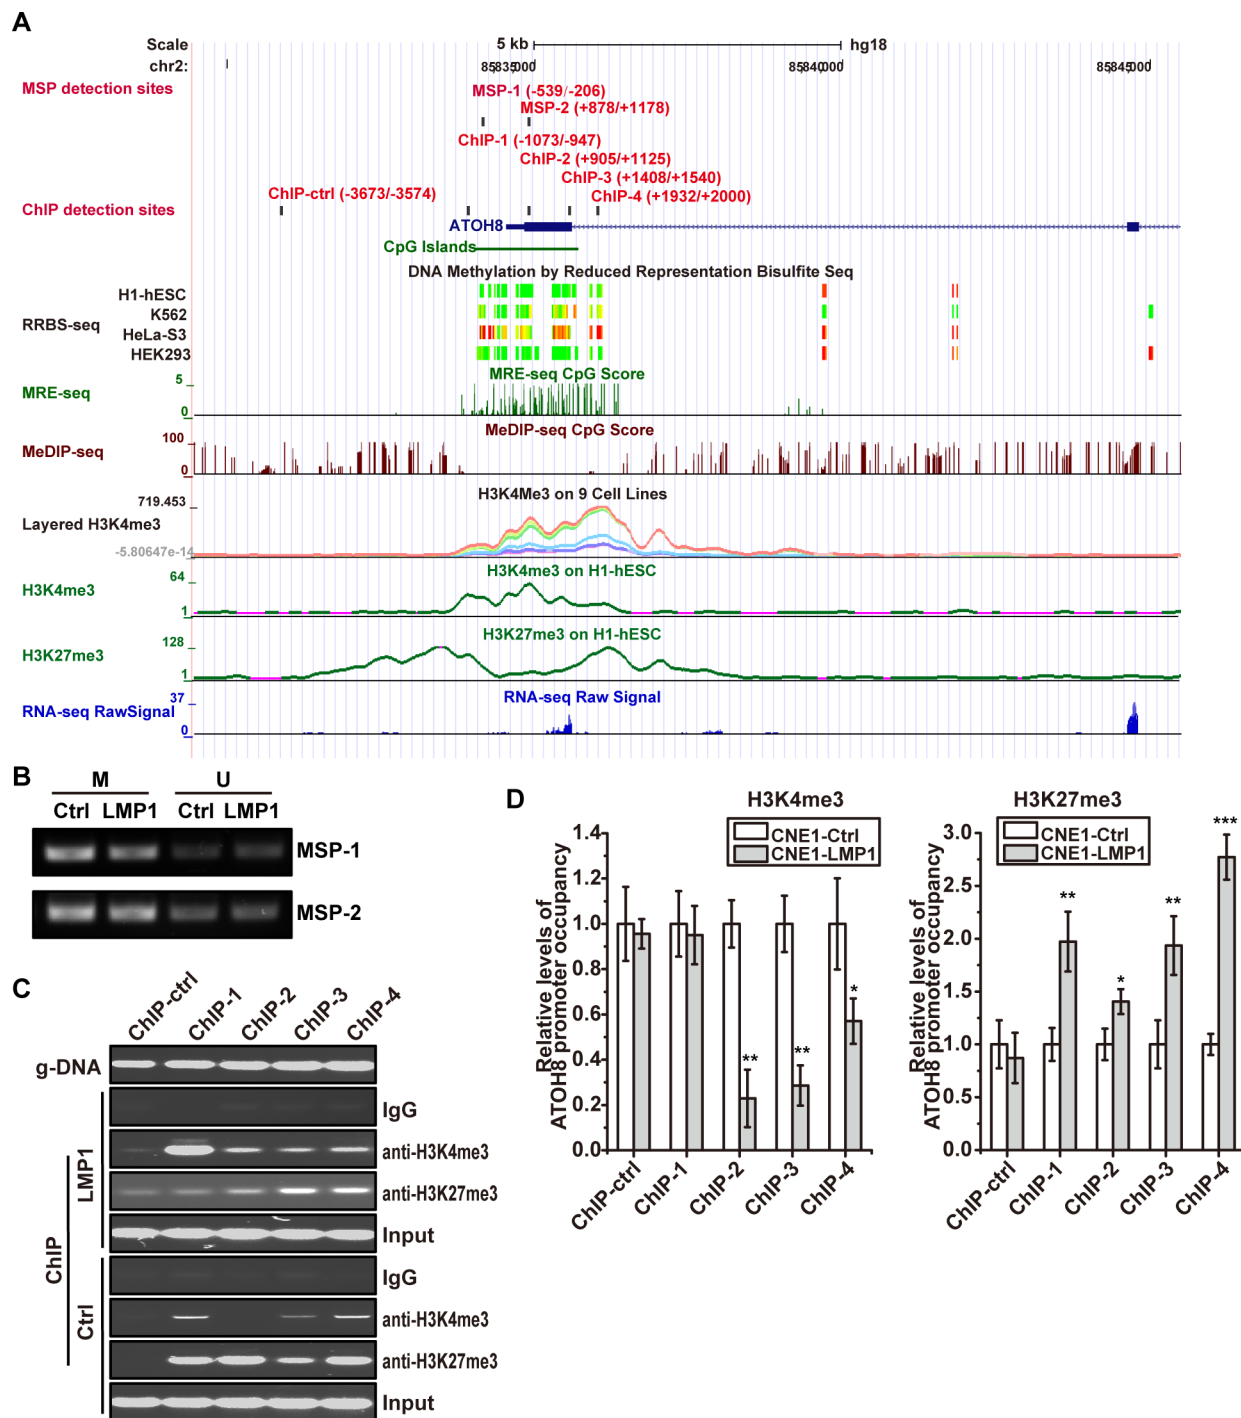 A
Scale
5 kb
hg18
chr2:
8583500
8584000
8584500
MSP detection sites
MSP-1 (-539/-206)
MSP-2 (+878/+1178)
ChIP-1 (-1073/-947)
ChIP-2 (+905/+1125)
ChIP-3 (+1408/+1540)
ChIP-ctrl (-3673/-3574)
ChIP-4 (+1932/+2000)
ChIP detection sites
ATOH8
CpG Islands
DNA Methylation by Reduced Representation Bisulfite Seq
RRBS-seq
H1-hESC
K562
HeLa-S3
HEK293
MRE-seq CpG Score
MRE-seq
5
0
MeDIP-seq CpG Score
MeDIP-seq
100
0
H3K4Me3 on 9 Cell Lines
719.453
Layered H3K4me3
-5.80647e-14
H3K4me3 on H1-hESC
64
H3K4me3
1
H3K27me3 on H1-hESC
128
H3K27me3
1
RNA-seq Raw Signal
37
RNA-seq RawSignal
0
B
M U
Ctrl LMP1 Ctrl LMP1
MSP-1
MSP-2
C
ChIP-ctrl ChIP-1 ChIP-2 ChIP-3 ChIP-4
g-DNA
ChIP
LMP1
IgG
anti-H3K4me3
anti-H3K27me3
Input
Ctrl
IgG
anti-H3K4me3
anti-H3K27me3
Input
D
H3K4me3
CNE1-Ctrl
CNE1-LMP1
Relative levels of
ATOH8 promoter occupancy
1.4
1.2
1.0
0.8
0.6
0.4
0.2
0.0
** ** *
ChIP-ctrl ChIP-1 ChIP-2 ChIP-3 ChIP-4
H3K27me3
CNE1-Ctrl
CNE1-LMP1
Relative levels of
ATOH8 promoter occupancy
3.0
2.5
2.0
1.5
1.0
0.5
0.0
** * ** ***
ChIP-ctrl ChIP-1 ChIP-2 ChIP-3 ChIP-4